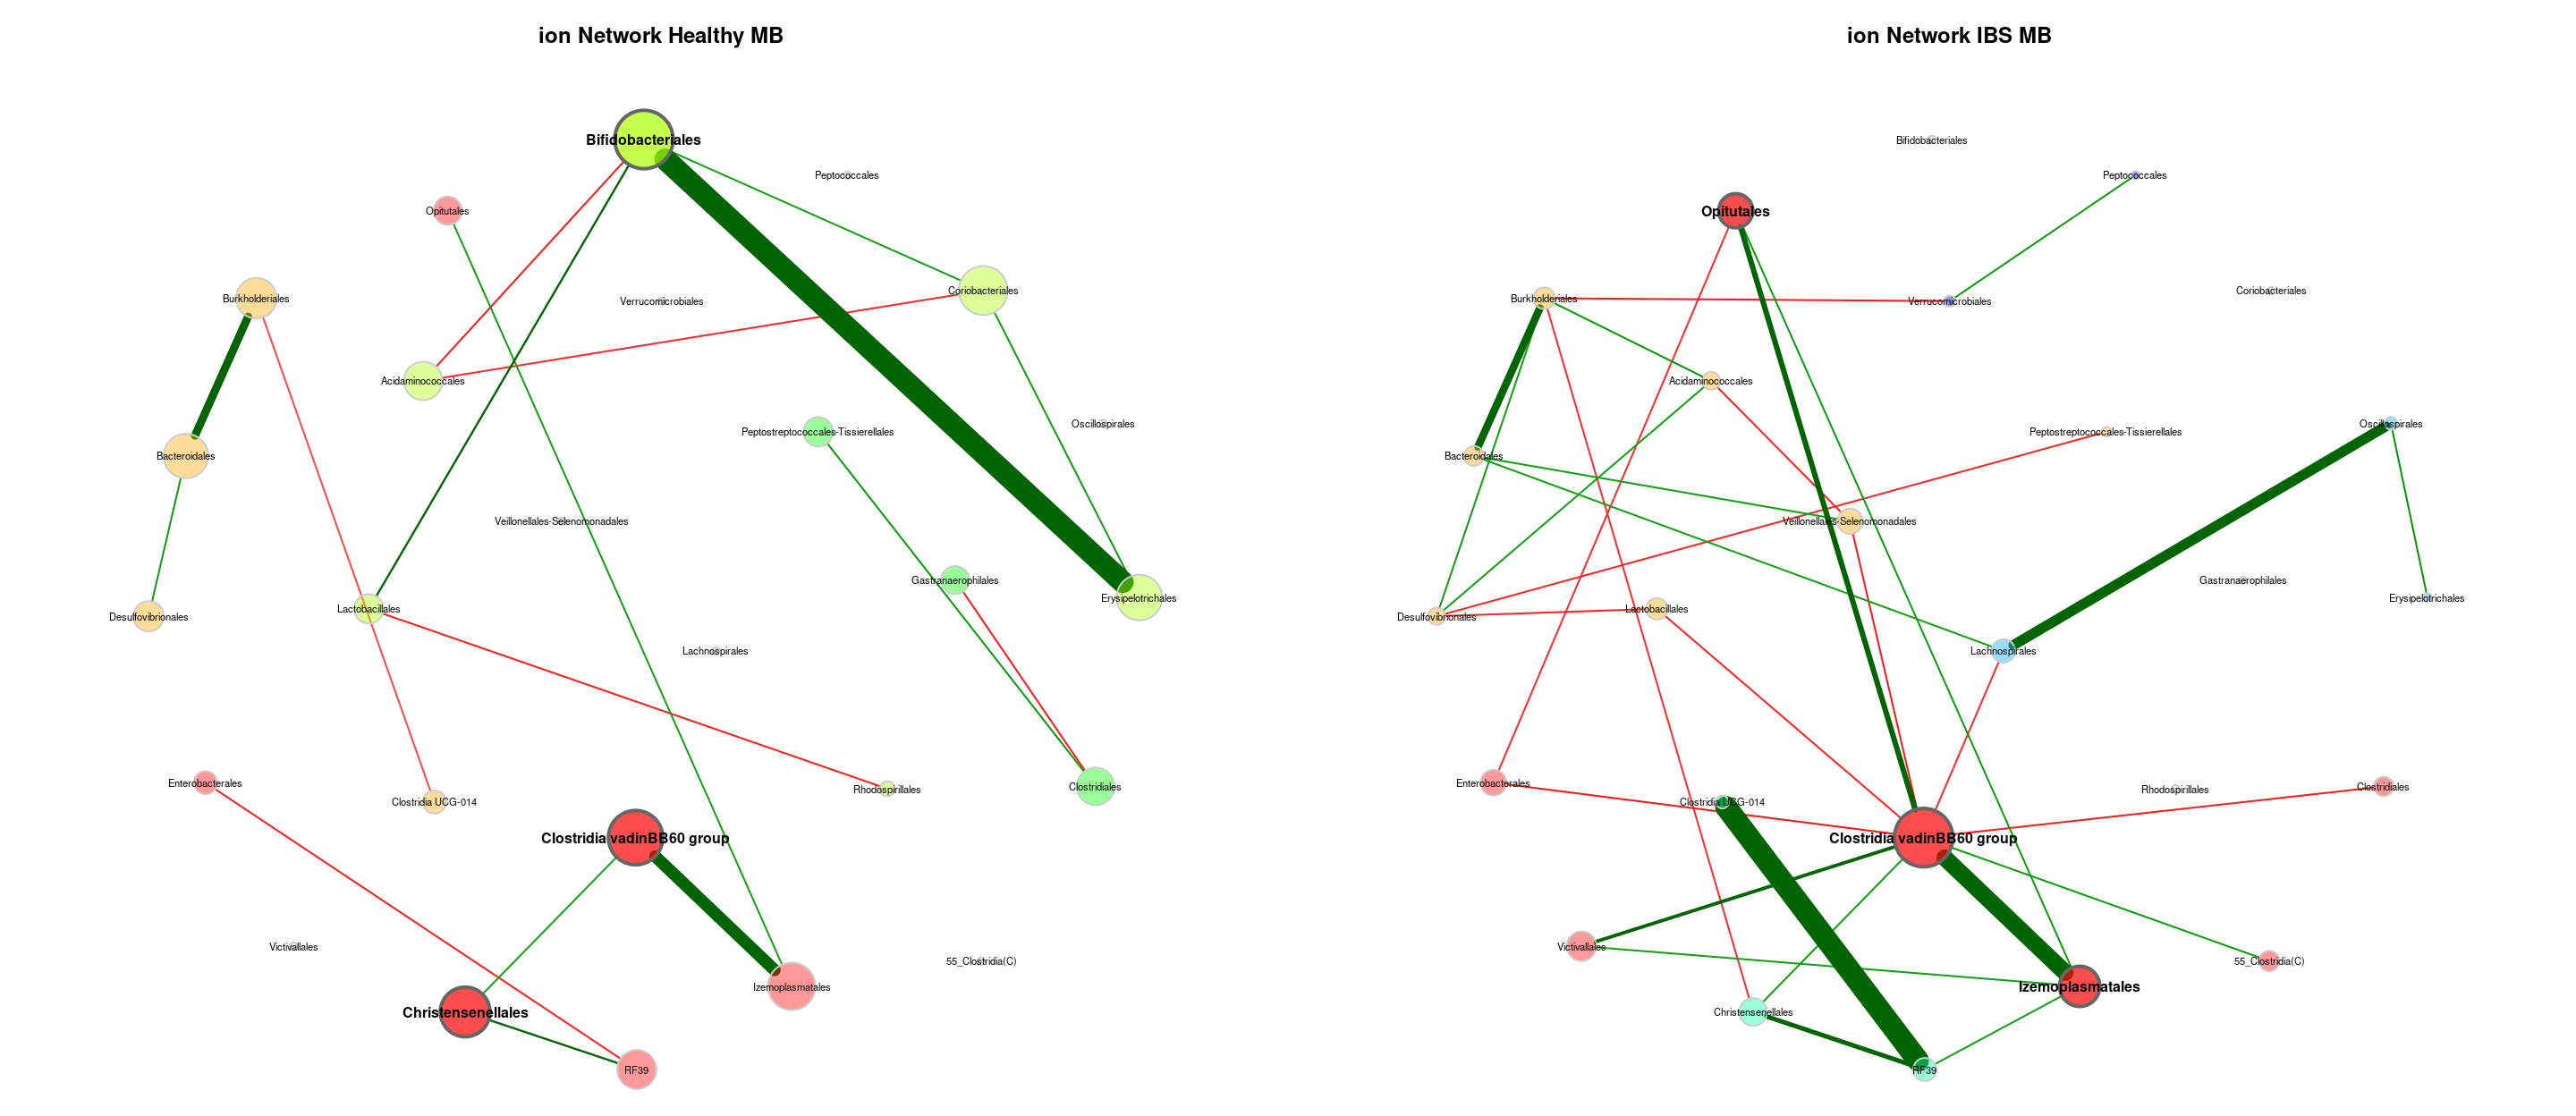 ion Network Healthy MB
Bifidobacteriales
Peptococcales
Opitutales
Coriobacteriales
Burkholderiales
Verrucomicrobiales
Acidaminococcales
Oscillospirales
Peptostreptococcales-Tissierellales
Bacteroidales
Veillonellales-Selenomonadales
Gastranaerophilales
Erysipelotrichales
Lactobacillales
Desulfovibrionales
Lachnospirales
Enterobacterales
Clostridiales
Rhodospirillales
Clostridia UCG-014
Clostridia vadinBB60 group
Victivallales
55_Clostridia(C)
Izemoplasmatales
Christensenellales
RF39
ion Network IBS MB
Bifidobacteriales
Peptococcales
Opitutales
Coriobacteriales
Burkholderiales
Verrucomicrobiales
Acidaminococcales
Oscillospirales
Peptostreptococcales-Tissierellales
Bacteroidales
Veillonellales-Selenomonadales
Gastranaerophilales
Erysipelotrichales
Lactobacillales
Desulfovibrionales
Lachnospirales
Enterobacterales
Clostridiales
Rhodospirillales
Clostridia UCG-014
Clostridia vadinBB60 group
Victivallales
55_Clostridia(C)
Izemoplasmatales
Christensenellales
RF39